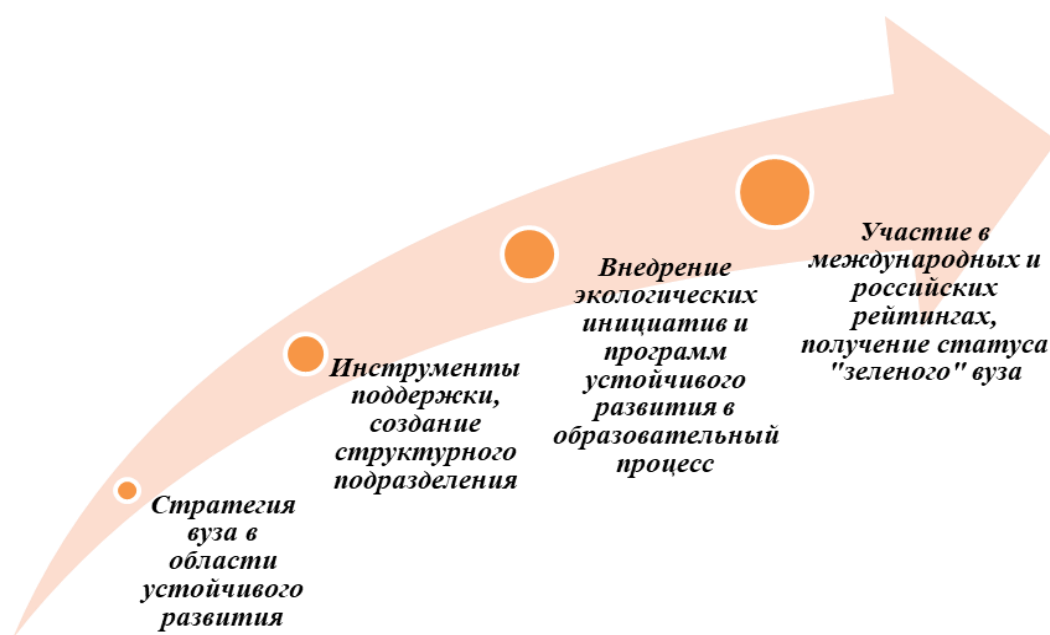 Стратегия
вуза в
области
устойчивого
развития
Инструменты
поддержки,
создание
структурного
подразделения
Внедрение
экологических
инициатив и
программ
устойчивого
развития в
образовательный
процесс
Участие в
международных и
российских
рейтингах,
получение статуса
"зеленого" вуза